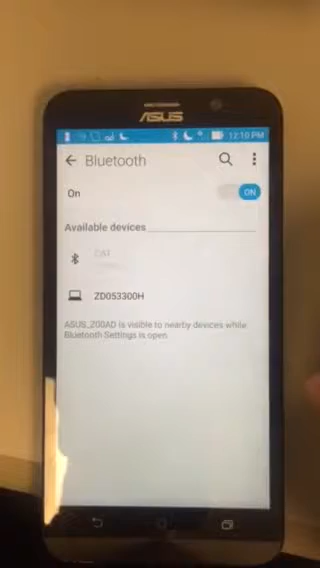 ASUS
12:10 PM
Bluetooth
On
ON
Available devices
CAT
ZD053300H
ASUS_Z00AD is visible to nearby devices while
Bluetooth Settings is open.